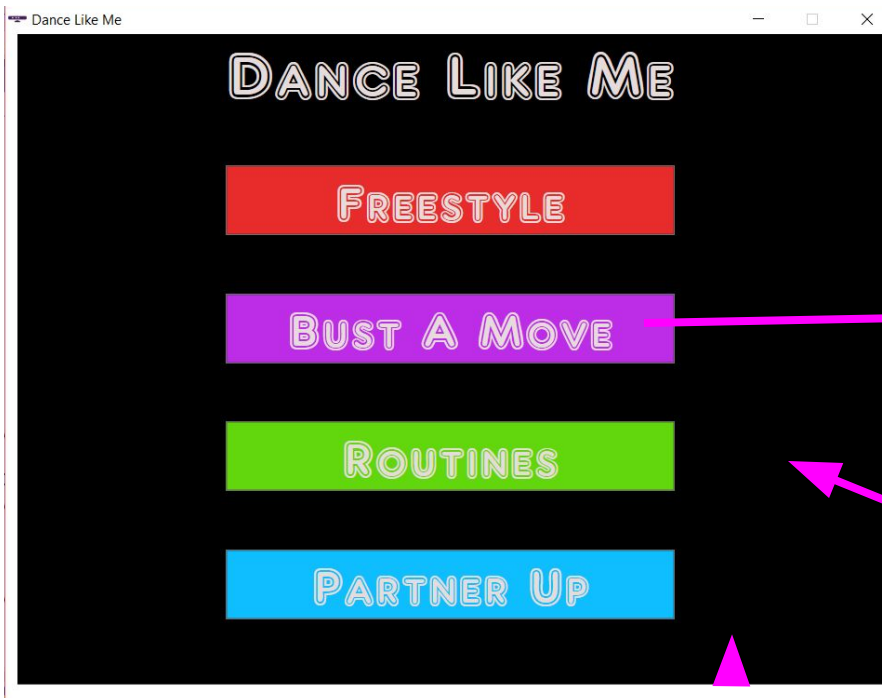 Dance Like Me
Dance Like Me
Freestyle
Bust A Move
Routines
Partner Up